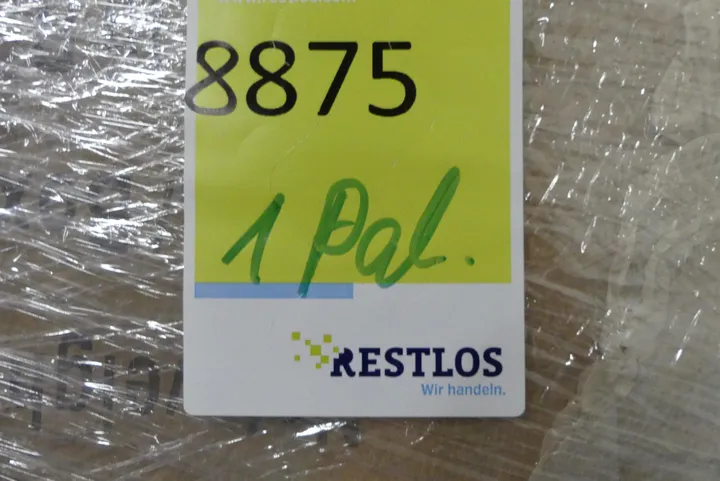 8875
1 Pal.
RESTLOS
Wir handeln.